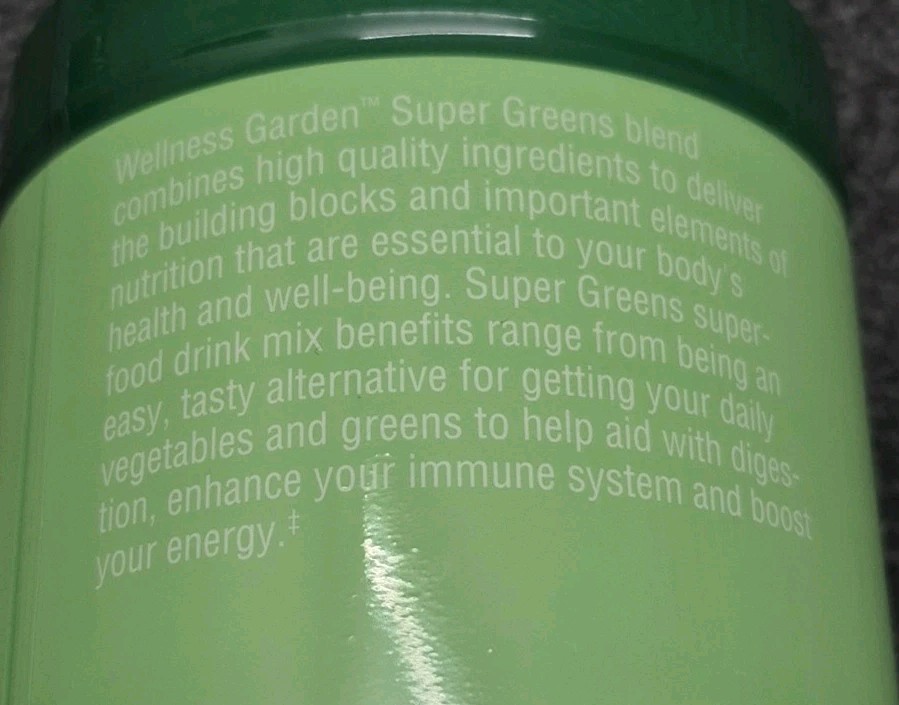 Wellness Garden™ Super Greens blend
combines high quality ingredients to deliver
the building blocks and important elements of
nutrition that are essential to your body's
health and well-being. Super Greens super-
food drink mix benefits range from being an
easy, tasty alternative for getting your daily
vegetables and greens to help aid with diges-
tion, enhance your immune system and boost
your energy.‡